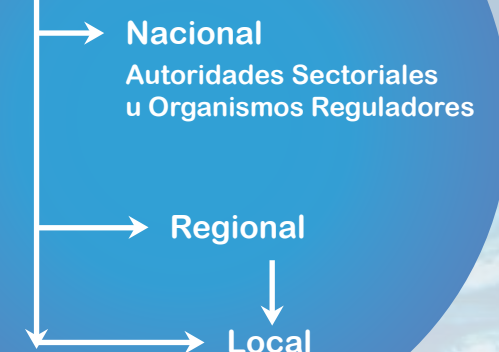 Nacional
Autoridades Sectoriales
u Organismos Reguladores
Regional
Local